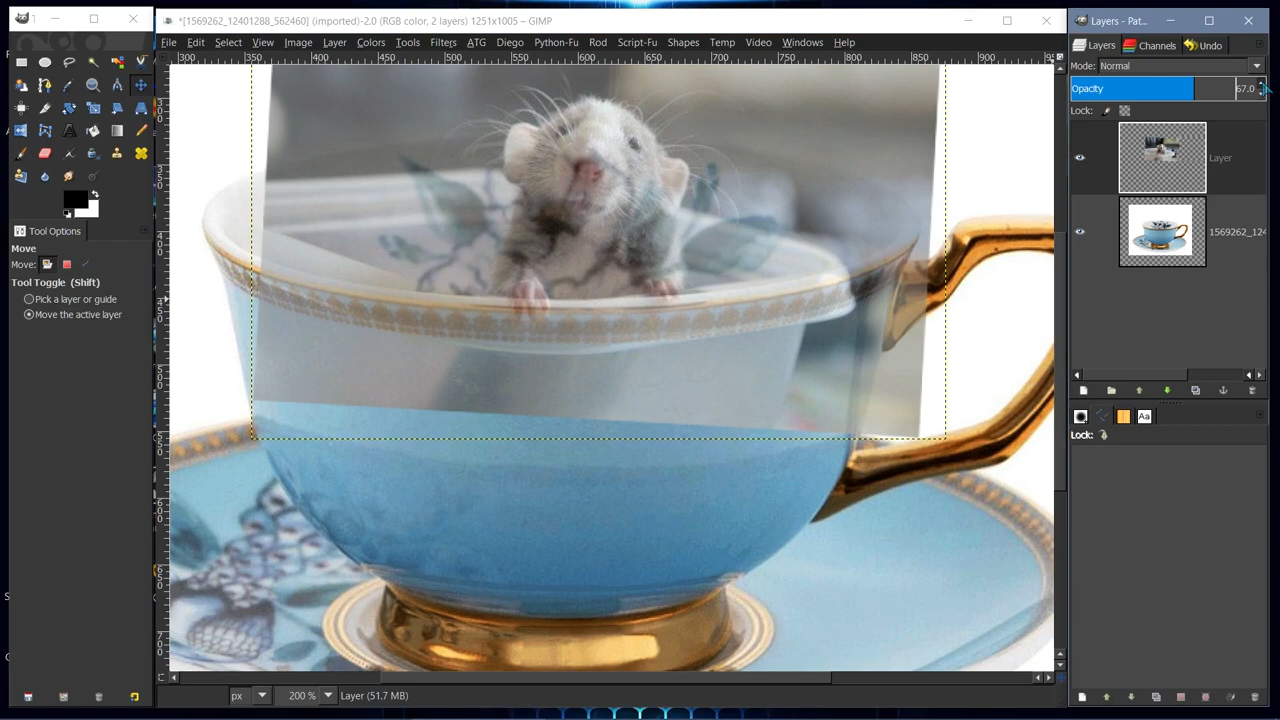 *[1569262_12401288_562460] (imported)-2.0 (RGB color, 2 layers) 1251x1005 – GIMP
File Edit Select View Image Layer Colors Tools Filters ATG Diego Python-Fu Rod Script-Fu Shapes Temp Video Windows Help
300 350 400 450 500 550 600 650 700 750 800 850 900
Tool Options
Move
Move:
Tool Toggle (Shift)
Pick a layer or guide
Move the active layer
px 200 % Layer (51.7 MB)
Layers - Pat...
Layers Channels Undo
Mode: Normal
Opacity 67.0
Lock:
Layer
1569262_124
Aa
Lock: